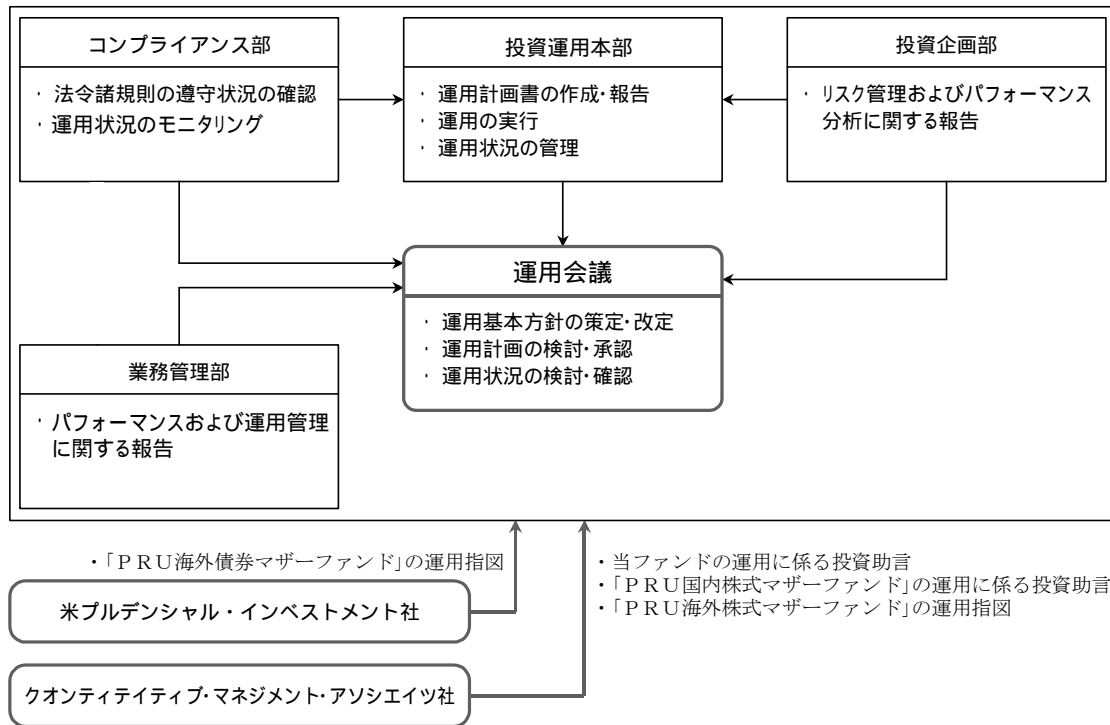 コンプライアンス部
・ 法令諸規則の遵守状況の確認
・ 運用状況のモニタリング
投資運用本部
・ 運用計画書の作成・報告
・ 運用の実行
・ 運用状況の管理
投資企画部
・ リスク管理およびパフォーマンス
分析に関する報告
運用会議
・ 運用基本方針の策定・改定
・ 運用計画の検討・承認
・ 運用状況の検討・確認
業務管理部
・ パフォーマンスおよび運用管理
に関する報告
・「ＰＲＵ海外債券マザーファンド」の運用指図
・当ファンドの運用に係る投資助言
・「ＰＲＵ国内株式マザーファンド」の運用に係る投資助言
・「ＰＲＵ海外株式マザーファンド」の運用指図
米プルデンシャル・インベストメント社
クオンティテイティブ・マネジメント・アソシエイツ社